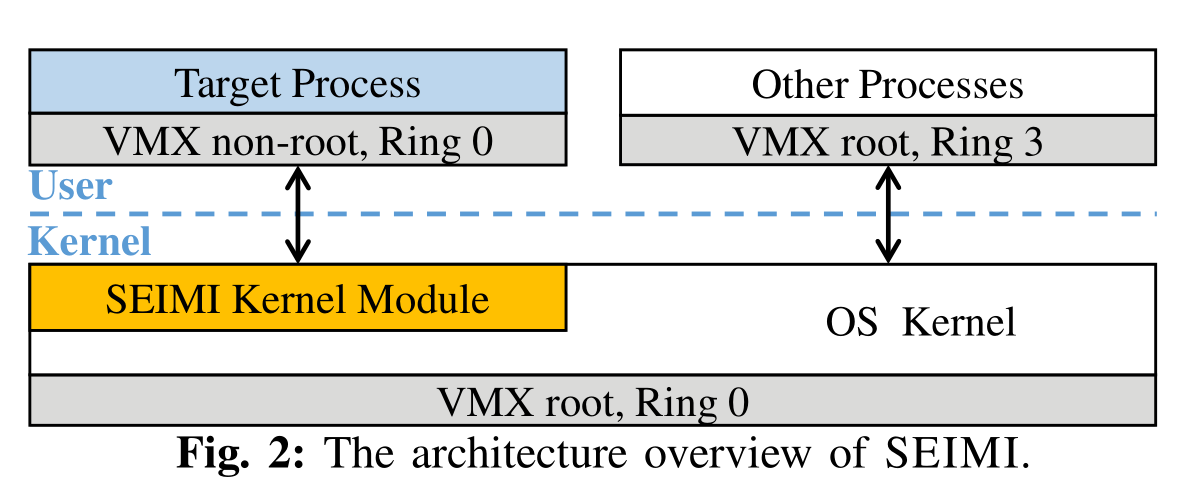 Target Process
Other Processes
VMX non-root, Ring 0
VMX root, Ring 3
User
Kernel
SEIMI Kernel Module
OS Kernel
VMX root, Ring 0
Fig. 2: The architecture overview of SEIMI.